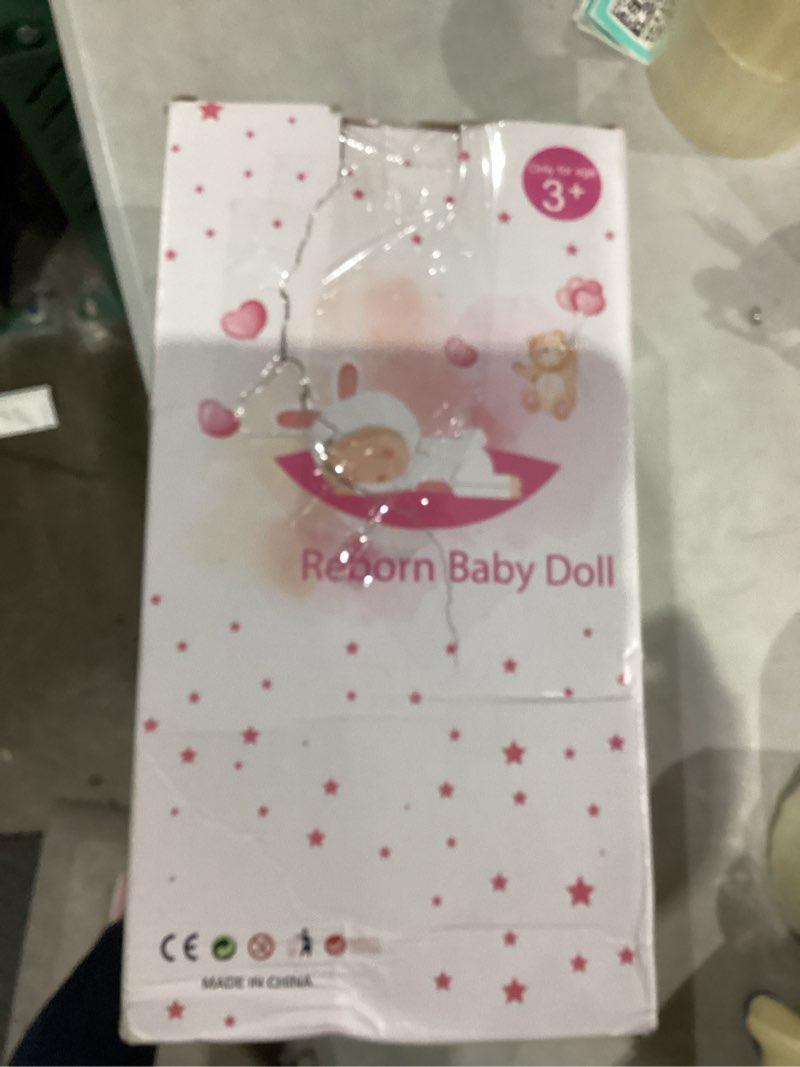 Only for age
3+
Reborn Baby Doll
CE
MADE IN CHINA